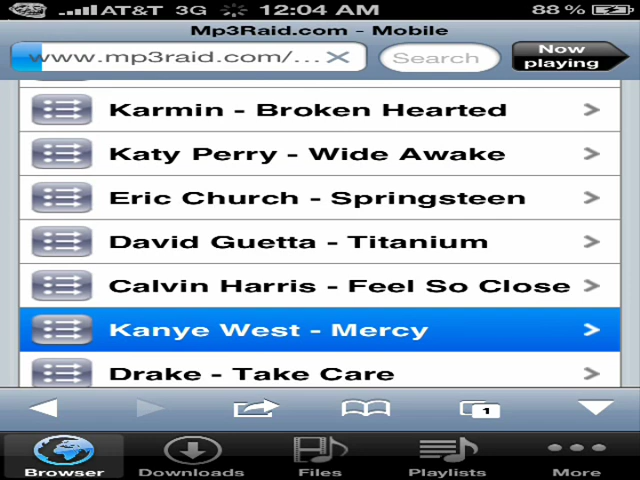 AT&T 3G 12:04 AM 88 %
Mp3Raid.com - Mobile
www.mp3raid.com/... Search Now playing
Karmin - Broken Hearted
Katy Perry - Wide Awake
Eric Church - Springsteen
David Guetta - Titanium
Calvin Harris - Feel So Close
Kanye West - Mercy
Drake - Take Care
1
Browser Downloads Files Playlists More